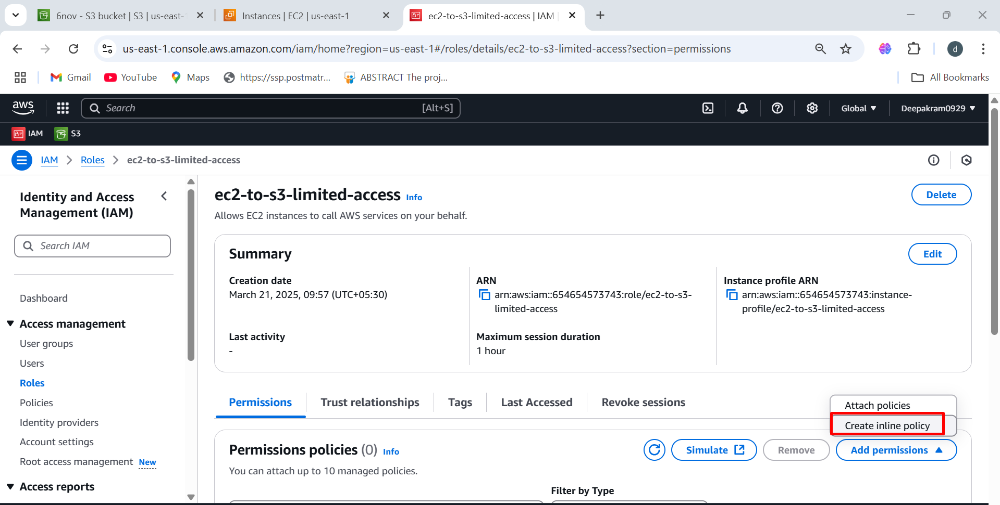 6nov - S3 bucket | S3 | us-east-
Instances | EC2 | us-east-1
ec2-to-s3-limited-access | IAM |
us-east-1.console.aws.amazon.com/iam/home?region=us-east-1#/roles/details/ec2-to-s3-limited-access?section=permissions
d
Gmail
YouTube
Maps
https://ssp.postmatr...
ABSTRACT The proj...
All Bookmarks
aws
Search
[Alt+S]
Global
Deepakram0929
IAM
S3
IAM
Roles
ec2-to-s3-limited-access
Identity and Access
Management (IAM)
Search IAM
Dashboard
Access management
User groups
Users
Roles
Policies
Identity providers
Account settings
Root access management New
Access reports
ec2-to-s3-limited-access Info
Delete
Allows EC2 instances to call AWS services on your behalf.
Summary
Edit
Creation date
March 21, 2025, 09:57 (UTC+05:30)
ARN
arn:aws:iam::654654573743:role/ec2-to-s3-
limited-access
Instance profile ARN
arn:aws:iam::654654573743:instance-
profile/ec2-to-s3-limited-access
Last activity
-
Maximum session duration
1 hour
Permissions
Trust relationships
Tags
Last Accessed
Revoke sessions
Attach policies
Create inline policy
Permissions policies (0) Info
Simulate
Remove
Add permissions
You can attach up to 10 managed policies.
Filter by Type